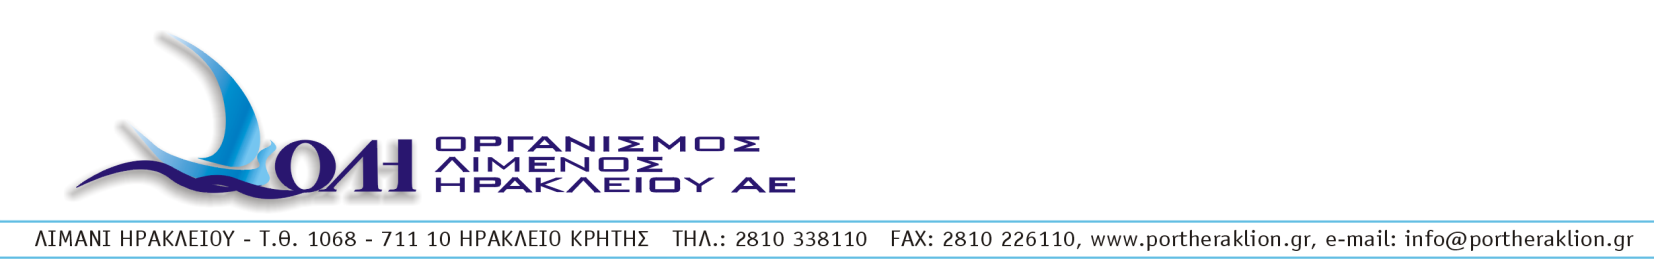 ΟΛΗ
ΟΡΓΑΝΙΣΜΟΣ
ΛΙΜΕΝΟΣ
ΗΡΑΚΛΕΙΟΥ ΑΕ
ΛΙΜΑΝΙ ΗΡΑΚΛΕΙΟΥ - Τ.θ. 1068 - 711 10 ΗΡΑΚΛΕΙΟ ΚΡΗΤΗΣ ΤΗΛ.: 2810 338110 FAX: 2810 226110, www.portheraklion.gr, e-mail: info@portheraklion.gr